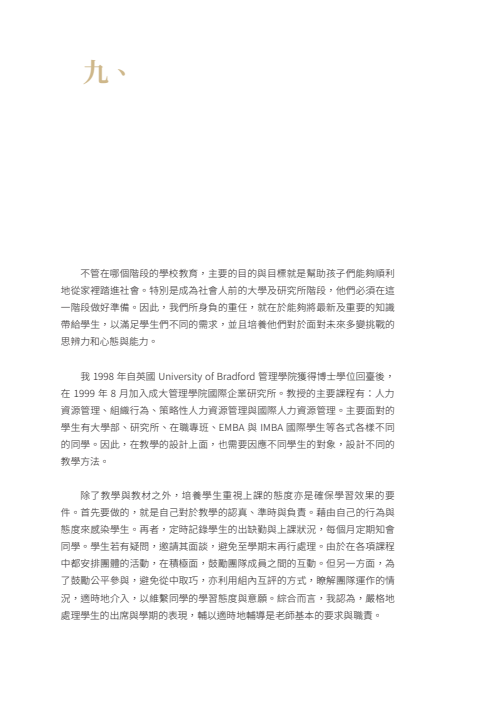 九、
不管在哪個階段的學校教育，主要的目的與目標就是幫助孩子們能夠順利
地從家裡踏進社會。特別是成為社會人前的大學及研究所階段，他們必須在這
一階段做好準備。因此，我們所身負的重任，就在於能夠將最新及重要的知識
帶給學生，以滿足學生們不同的需求，並且培養他們對於面對未來多變挑戰的
思辨力和心態與能力。
我 1998 年自英國 University of Bradford 管理學院獲得博士學位回臺後，
在 1999 年 8 月加入成大管理學院國際企業研究所。教授的主要課程有：人力
資源管理、組織行為、策略性人力資源管理與國際人力資源管理。主要面對的
學生有大學部、研究所、在職專班、EMBA 與 IMBA 國際學生等各式各樣不同
的同學。因此，在教學的設計上面，也需要因應不同學生的對象，設計不同的
教學方法。
除了教學與教材之外，培養學生重視上課的態度亦是確保學習效果的要
件。首先要做的，就是自己對於教學的認真、準時與負責。藉由自己的行為與
態度來感染學生。再者，定時記錄學生的出缺勤與上課狀況，每個月定期知會
同學。學生若有疑問，邀請其面談，避免至學期末再行處理。由於在各項課程
中都安排團體的活動，在積極面，鼓勵團隊成員之間的互動。但另一方面，為
了鼓勵公平參與，避免從中取巧，亦利用組內互評的方式，瞭解團隊運作的情
況，適時地介入，以維繫同學的學習態度與意願。綜合而言，我認為，嚴格地
處理學生的出席與學期的表現，輔以適時地輔導是老師基本的要求與職責。